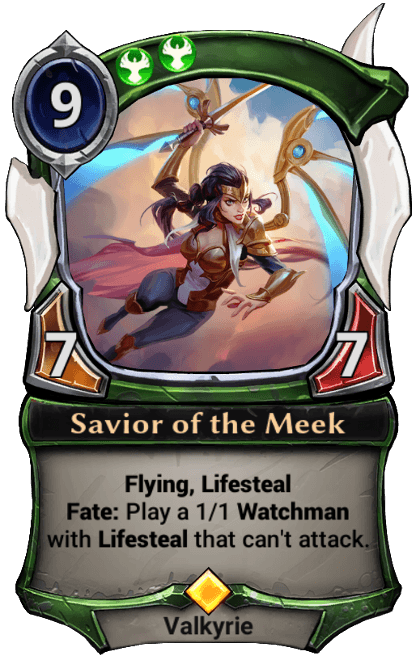 9
7
7
Savior of the Meek
Flying, Lifesteal
Fate: Play a 1/1 Watchman
with Lifesteal that can't attack.
Valkyrie